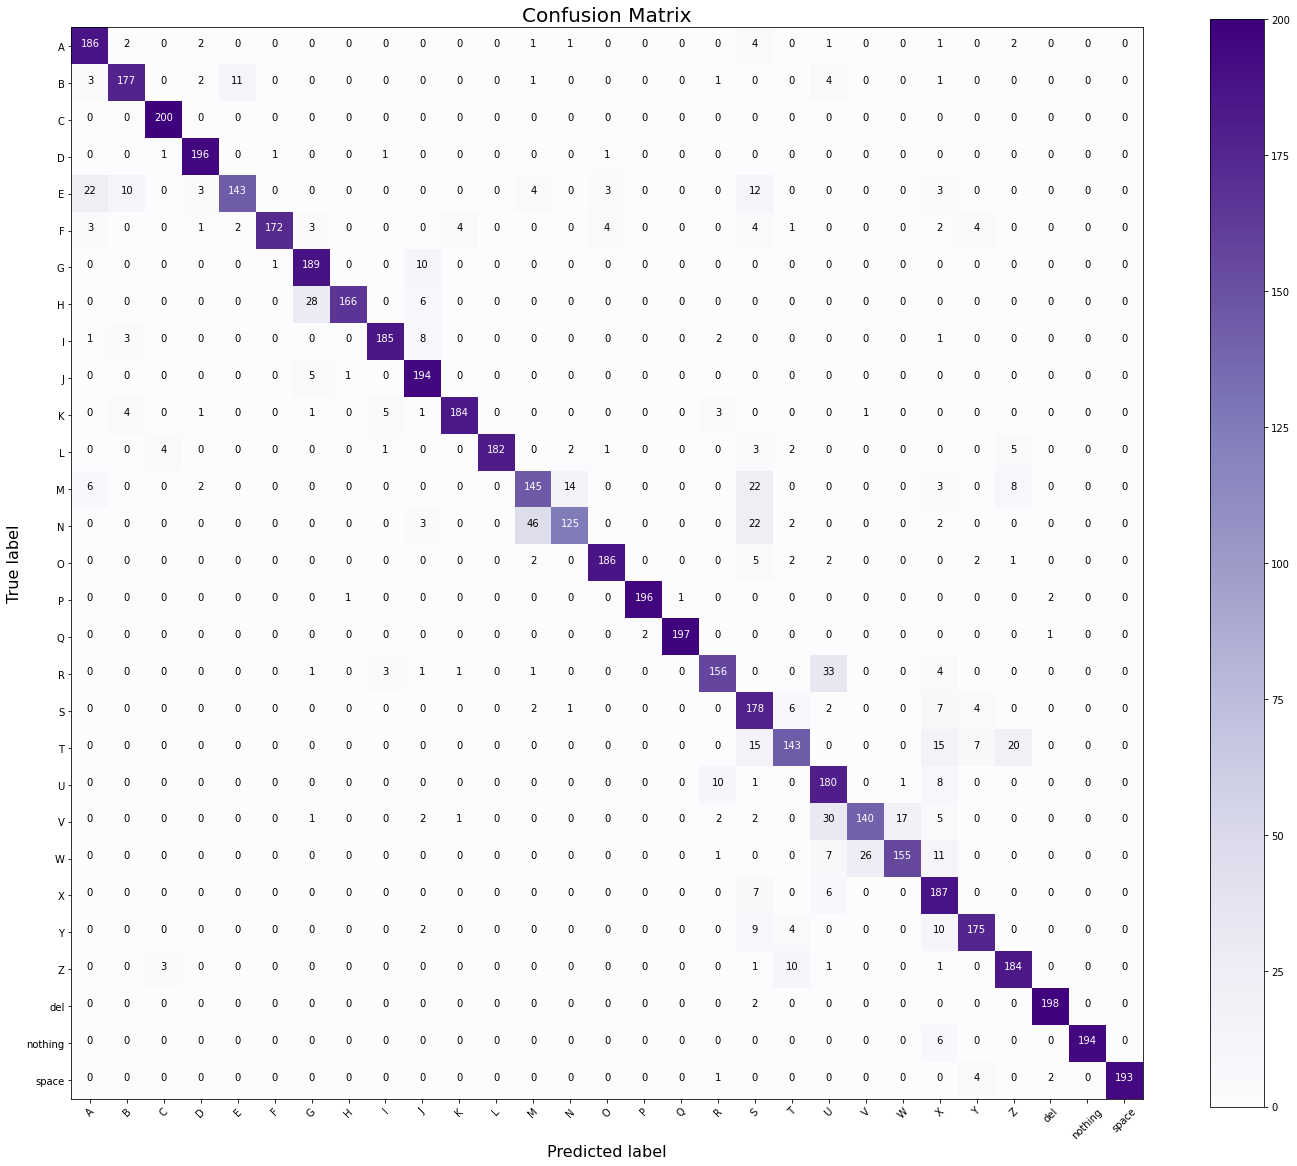 Confusion Matrix
A 186 2 0 2 0 0 0 0 0 0 0 0 1 1 0 0 0 0 4 0 1 0 0 1 0 2 0 0 0
B 3 177 0 2 11 0 0 0 0 0 0 0 1 0 0 0 0 1 0 0 4 0 0 1 0 0 0 0 0
C 0 0 200 0 0 0 0 0 0 0 0 0 0 0 0 0 0 0 0 0 0 0 0 0 0 0 0 0 0
D 0 0 1 196 0 1 0 0 1 0 0 0 0 0 1 0 0 0 0 0 0 0 0 0 0 0 0 0 0
E 22 10 0 3 143 0 0 0 0 0 0 0 4 0 3 0 0 0 12 0 0 0 0 3 0 0 0 0 0
F 3 0 0 1 2 172 3 0 0 0 4 0 0 0 4 0 0 0 4 1 0 0 0 2 4 0 0 0 0
G 0 0 0 0 0 1 189 0 0 10 0 0 0 0 0 0 0 0 0 0 0 0 0 0 0 0 0 0 0
H 0 0 0 0 0 0 28 166 0 6 0 0 0 0 0 0 0 0 0 0 0 0 0 0 0 0 0 0 0
I 1 3 0 0 0 0 0 0 185 8 0 0 0 0 0 0 0 2 0 0 0 0 0 1 0 0 0 0 0
J 0 0 0 0 0 0 5 1 0 194 0 0 0 0 0 0 0 0 0 0 0 0 0 0 0 0 0 0 0
K 0 4 0 1 0 0 1 0 5 1 184 0 0 0 0 0 0 3 0 0 0 1 0 0 0 0 0 0 0
L 0 0 4 0 0 0 0 0 1 0 0 182 0 2 1 0 0 0 3 2 0 0 0 0 0 5 0 0 0
M 6 0 0 2 0 0 0 0 0 0 0 0 145 14 0 0 0 0 22 0 0 0 0 3 0 8 0 0 0
N 0 0 0 0 0 0 0 0 0 3 0 0 46 125 0 0 0 0 22 2 0 0 0 2 0 0 0 0 0
O 0 0 0 0 0 0 0 0 0 0 0 0 2 0 186 0 0 0 5 2 2 0 0 0 2 1 0 0 0
P 0 0 0 0 0 0 0 1 0 0 0 0 0 0 0 196 1 0 0 0 0 0 0 0 0 0 2 0 0
Q 0 0 0 0 0 0 0 0 0 0 0 0 0 0 0 2 197 0 0 0 0 0 0 0 0 0 1 0 0
R 0 0 0 0 0 0 1 0 3 1 1 0 1 0 0 0 0 156 0 0 33 0 0 4 0 0 0 0 0
S 0 0 0 0 0 0 0 0 0 0 0 0 2 1 0 0 0 0 178 6 2 0 0 7 4 0 0 0 0
T 0 0 0 0 0 0 0 0 0 0 0 0 0 0 0 0 0 0 15 143 0 0 0 15 7 20 0 0 0
U 0 0 0 0 0 0 0 0 0 0 0 0 0 0 0 0 0 10 1 0 180 0 1 8 0 0 0 0 0
V 0 0 0 0 0 0 1 0 0 2 1 0 0 0 0 0 0 2 2 0 30 140 17 5 0 0 0 0 0
W 0 0 0 0 0 0 0 0 0 0 0 0 0 0 0 0 0 1 0 0 7 26 155 11 0 0 0 0 0
X 0 0 0 0 0 0 0 0 0 0 0 0 0 0 0 0 0 0 7 0 6 0 0 187 0 0 0 0 0
Y 0 0 0 0 0 0 0 0 0 2 0 0 0 0 0 0 0 0 9 4 0 0 0 10 175 0 0 0 0
Z 0 0 3 0 0 0 0 0 0 0 0 0 0 0 0 0 0 0 1 10 1 0 0 1 0 184 0 0 0
del 0 0 0 0 0 0 0 0 0 0 0 0 0 0 0 0 0 0 2 0 0 0 0 0 0 0 198 0 0
nothing 0 0 0 0 0 0 0 0 0 0 0 0 0 0 0 0 0 0 0 0 0 0 0 6 0 0 0 194 0
space 0 0 0 0 0 0 0 0 0 0 0 0 0 0 0 0 0 1 0 0 0 0 0 0 4 0 2 0 193
A B C D E F G H I J K L M N O P Q R S T U V W X Y Z del nothing space
True label
Predicted label
200
175
150
125
100
75
50
25
0